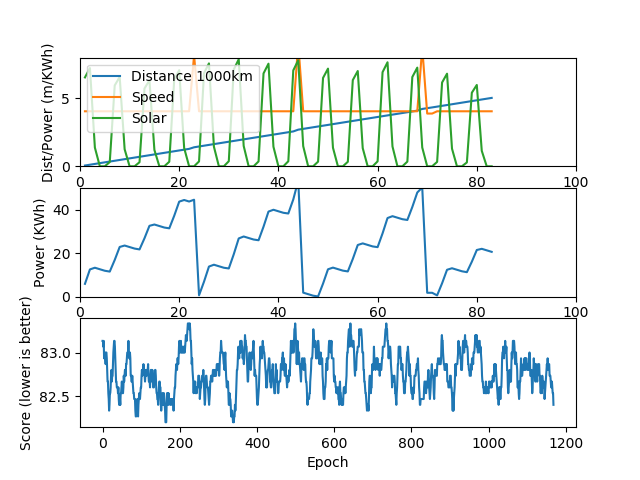 Dist/Power (m/KWh)
Distance 1000km
Speed
Solar
5
0
0 20 40 60 80 100
Power (KWh)
40
20
0
0 20 40 60 80 100
Score (lower is better)
83.0
82.5
0 200 400 600 800 1000 1200
Epoch